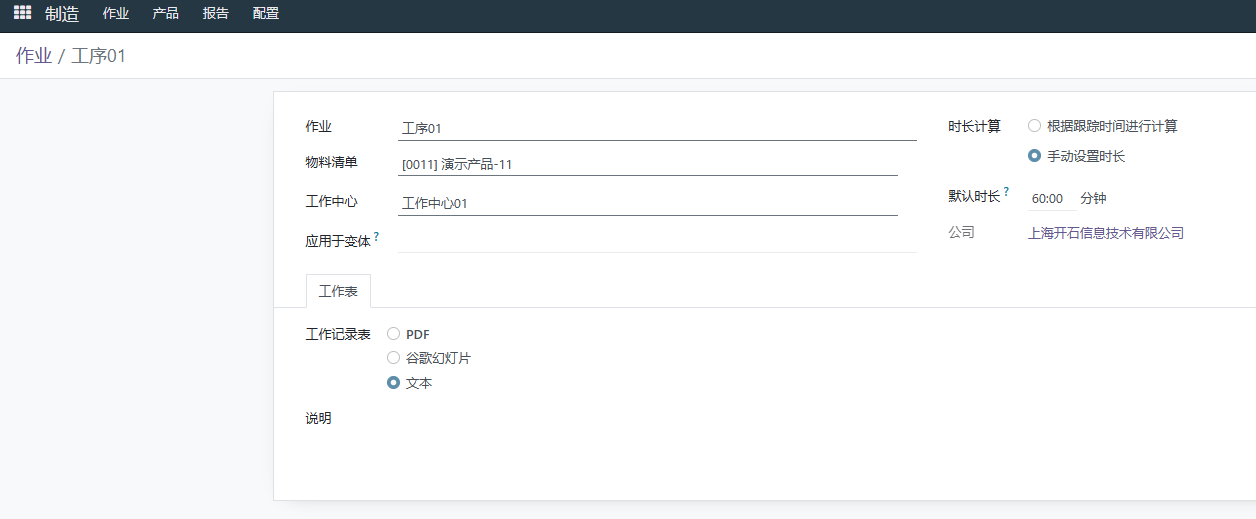 制造 作业 产品 报告 配置
作业 / 工序01
作业 工序01
物料清单 [0011] 演示产品-11
工作中心 工作中心01
应用于变体 ?
时长计算 根据跟踪时间进行计算
手动设置时长
默认时长 ? 60:00 分钟
公司 上海开石信息技术有限公司
工作表
工作记录表 PDF
谷歌幻灯片
文本
说明